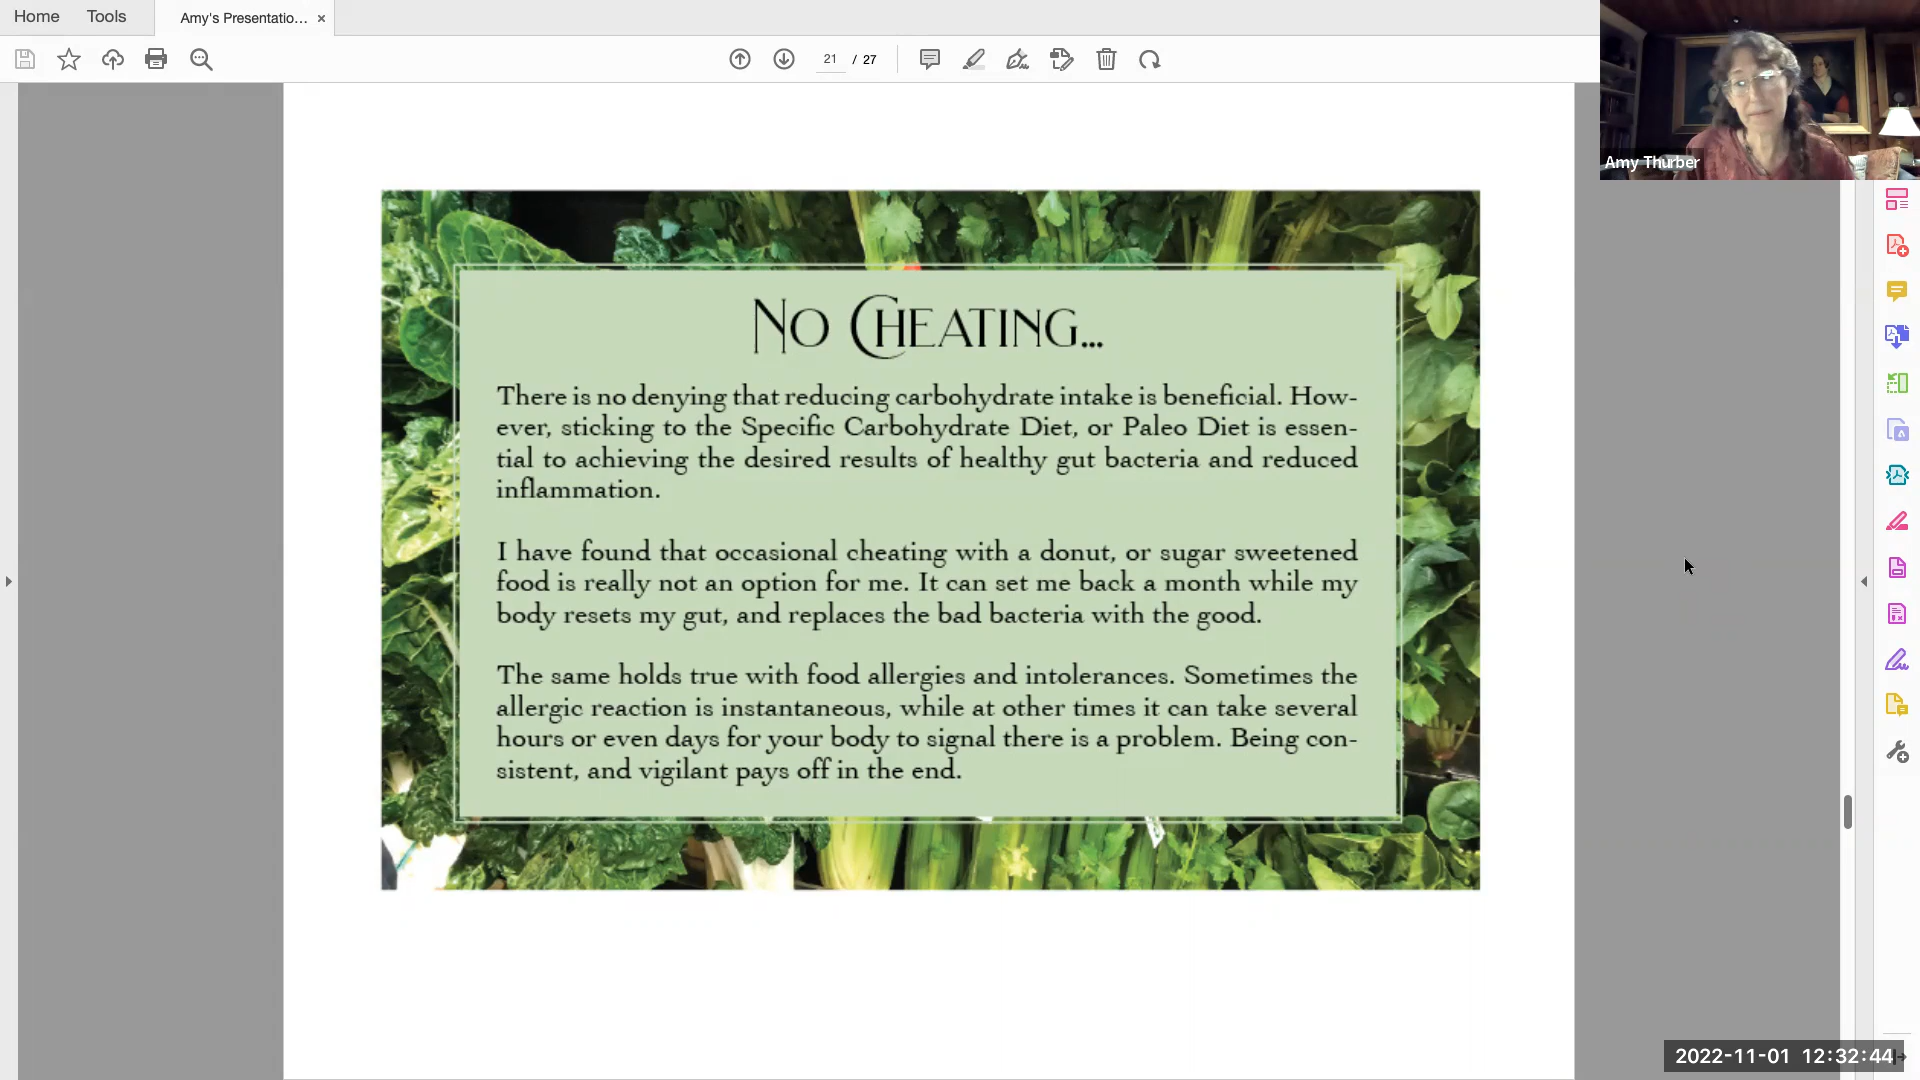 Home Tools Amy's Presentatio...
21 / 27
Amy Thurber
No Cheating...
There is no denying that reducing carbohydrate intake is beneficial. How-
ever, sticking to the Specific Carbohydrate Diet, or Paleo Diet is essen-
tial to achieving the desired results of healthy gut bacteria and reduced
inflammation.
I have found that occasional cheating with a donut, or sugar sweetened
food is really not an option for me. It can set me back a month while my
body resets my gut, and replaces the bad bacteria with the good.
The same holds true with food allergies and intolerances. Sometimes the
allergic reaction is instantaneous, while at other times it can take several
hours or even days for your body to signal there is a problem. Being con-
sistent, and vigilant pays off in the end.
2022-11-01 12:32:44